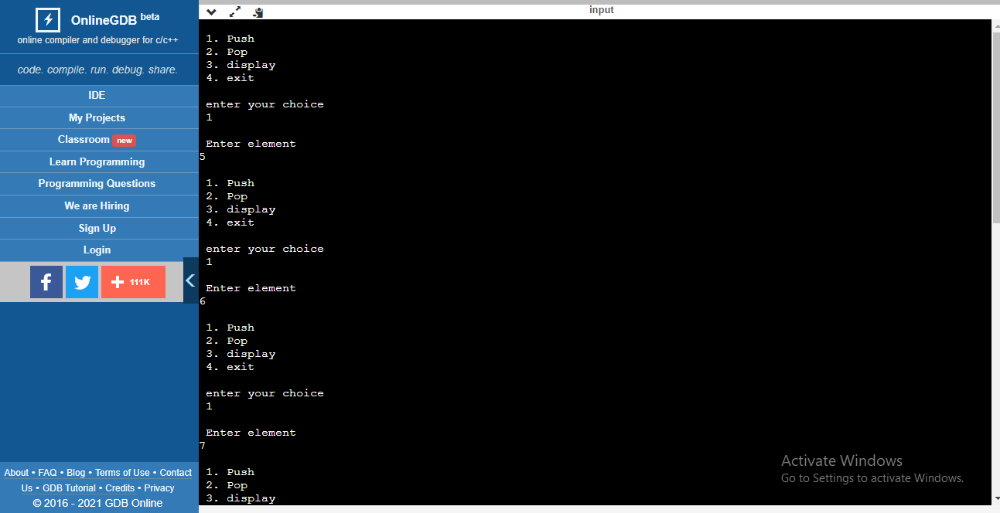 OnlineGDB beta
online compiler and debugger for c/c++
code. compile. run. debug. share.
IDE
My Projects
Classroom new
Learn Programming
Programming Questions
We are Hiring
Sign Up
Login
111K
About • FAQ • Blog • Terms of Use • Contact
Us • GDB Tutorial • Credits • Privacy
© 2016 - 2021 GDB Online
input
1. Push
2. Pop
3. display
4. exit
enter your choice
1
Enter element
5
1. Push
2. Pop
3. display
4. exit
enter your choice
1
Enter element
6
1. Push
2. Pop
3. display
4. exit
enter your choice
1
Enter element
7
1. Push
2. Pop
3. display
Activate Windows
Go to Settings to activate Windows.